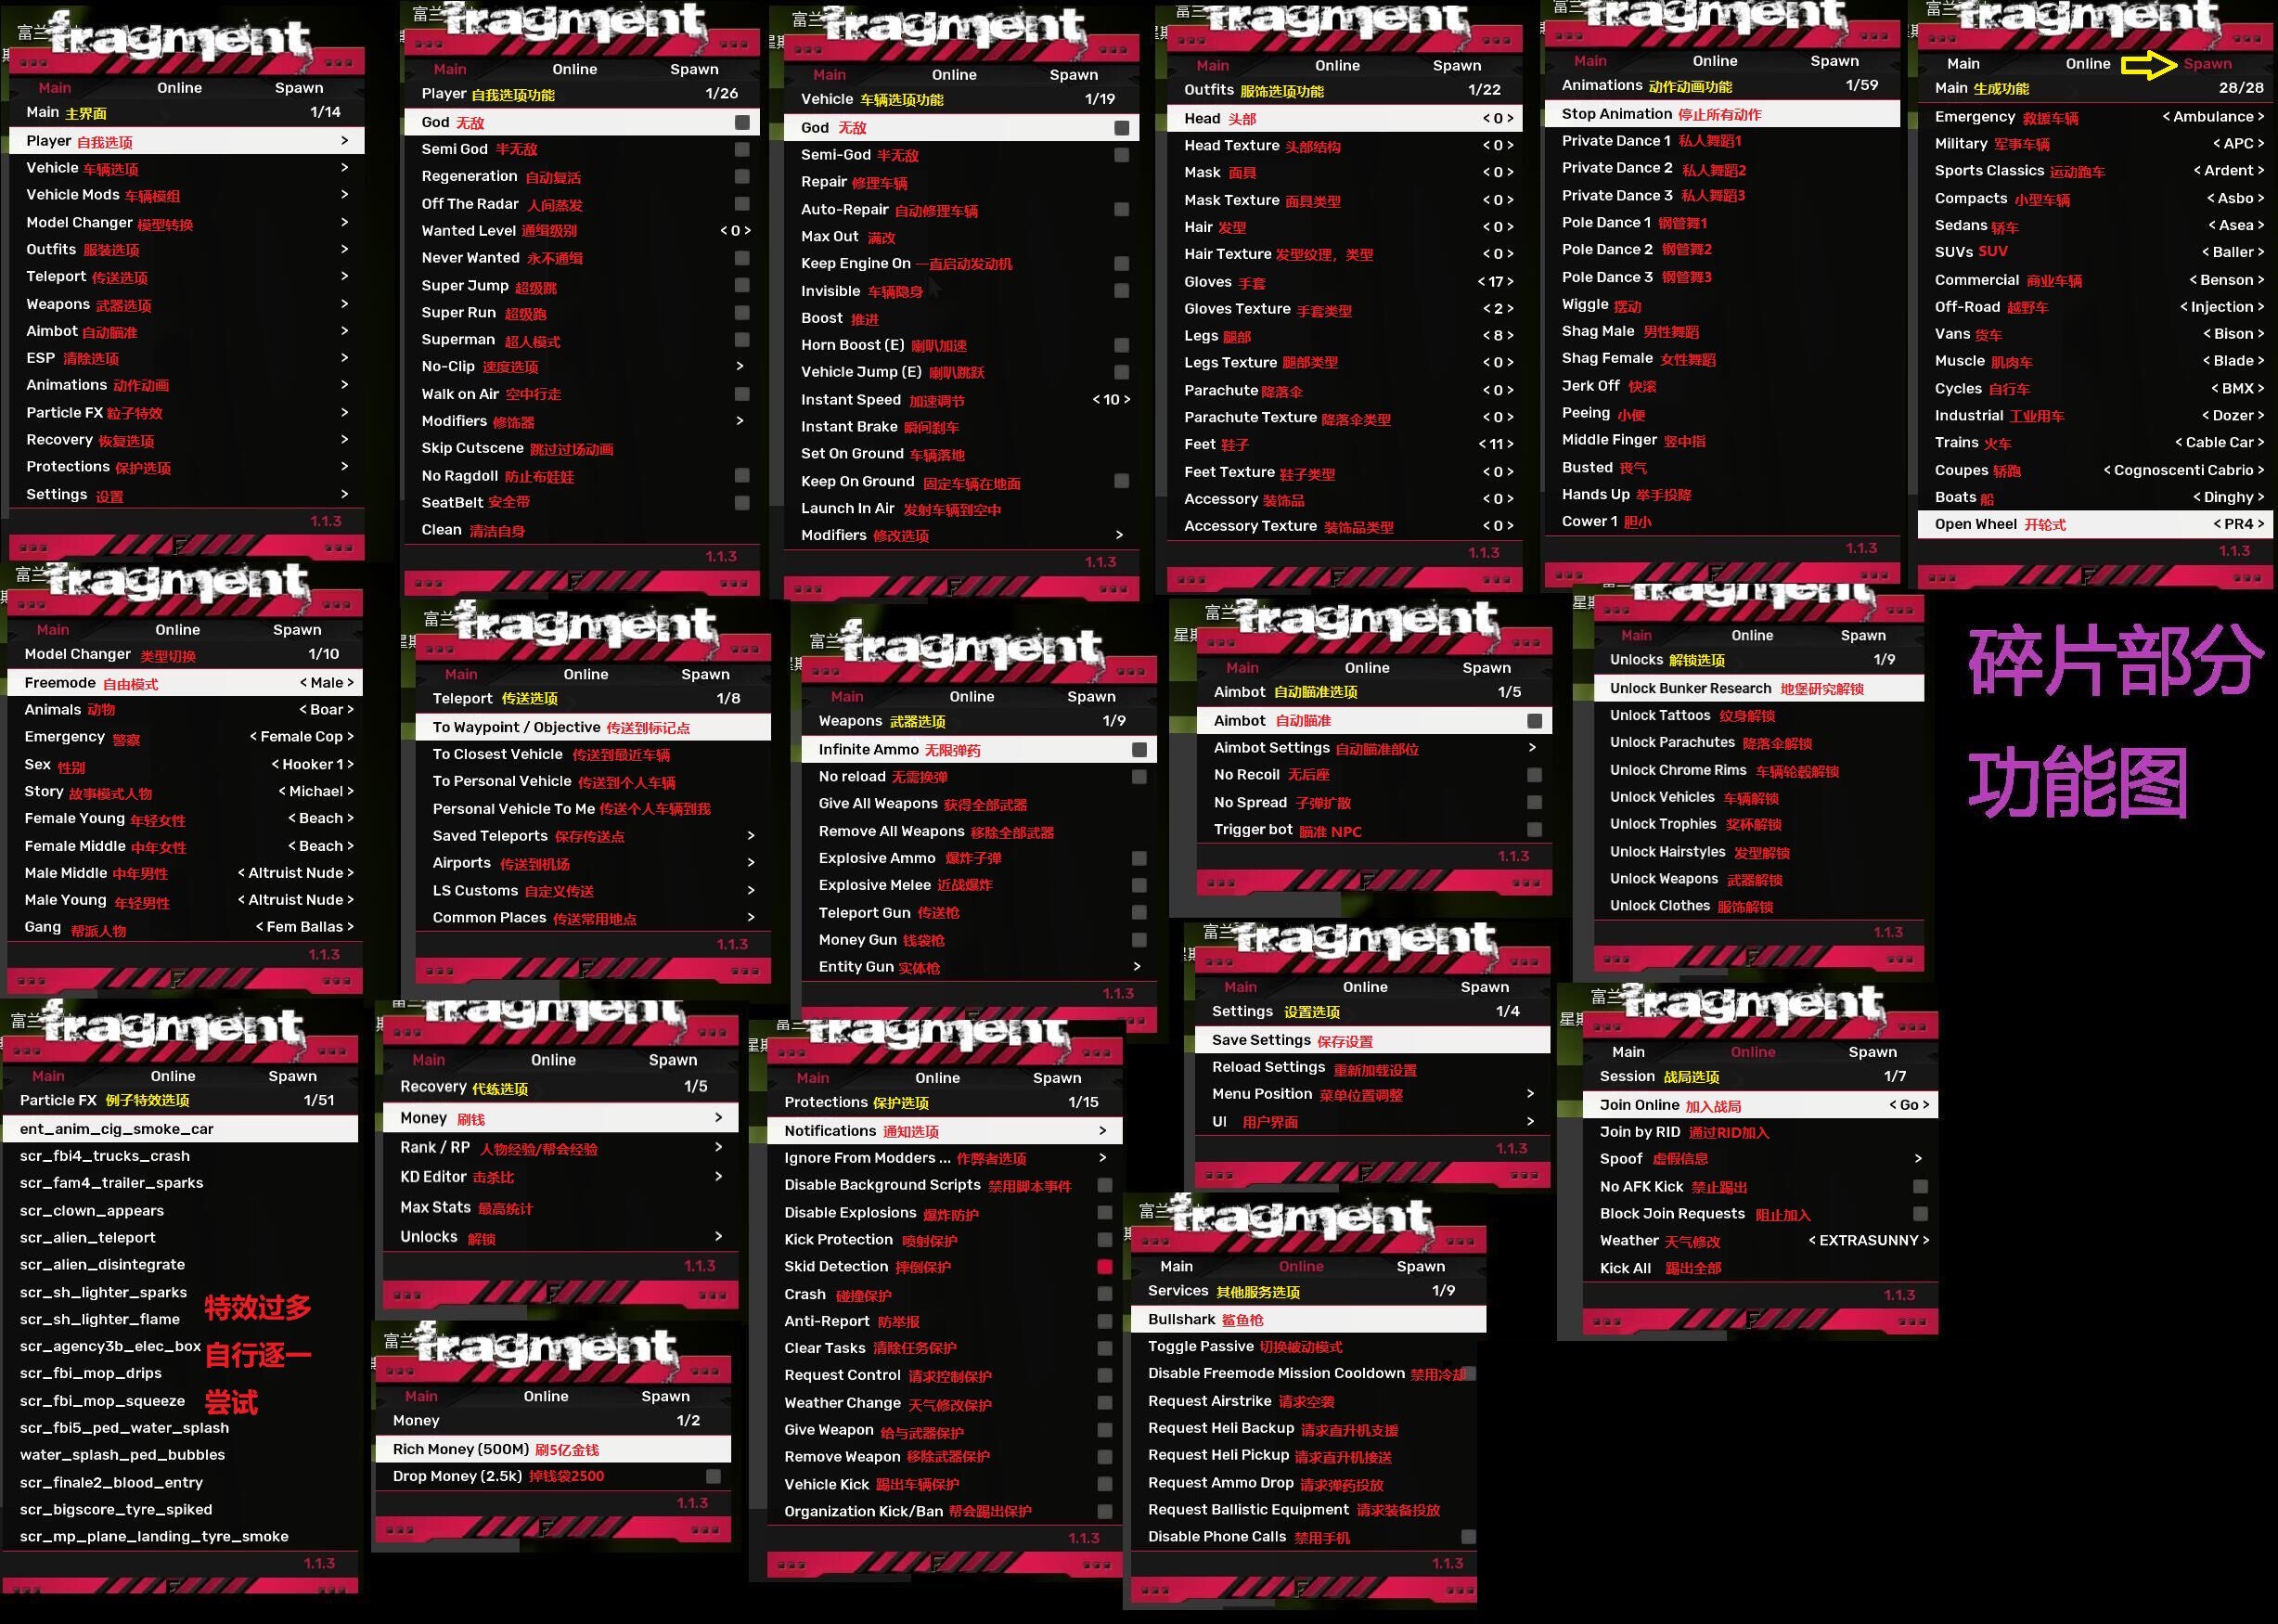 fragment
Main Online Spawn
Main 主界面 1/14
Player 自我选项 >
Vehicle 车辆选项 >
Vehicle Mods 车辆模组 >
Model Changer 模型转换 >
Outfits 服装选项 >
Teleport 传送选项 >
Weapons 武器选项 >
Aimbot 自动瞄准 >
ESP 清除选项 >
Animations 动作动画 >
Particle FX 粒子特效 >
Recovery 恢复选项 >
Protections 保护选项 >
Settings 设置 >
1.1.3
fragment
Main Online Spawn
Player 自我选项功能 1/26
God 无敌
Semi God 半无敌
Regeneration 自动复活
Off The Radar 人间蒸发
Wanted Level 通缉级别 < 0 >
Never Wanted 永不通缉
Super Jump 超级跳
Super Run 超级跑
Superman 超人模式
No-Clip 速度选项 >
Walk on Air 空中行走
Modifiers 修饰器 >
Skip Cutscene 跳过过场动画
No Ragdoll 防止布娃娃
SeatBelt 安全带
Clean 清洁自身
1.1.3
fragment
Main Online Spawn
Vehicle 车辆选项功能 1/19
God 无敌
Semi-God 半无敌
Repair 修理车辆
Auto-Repair 自动修理车辆
Max Out 满改
Keep Engine On 一直启动发动机
Invisible 车辆隐身
Boost 推进
Horn Boost (E) 喇叭加速
Vehicle Jump (E) 喇叭跳跃
Instant Speed 加速调节 < 10 >
Instant Brake 瞬间刹车
Set On Ground 车辆落地
Keep On Ground 固定车辆在地面
Launch In Air 发射车辆到空中
Modifiers 修改选项 >
1.1.3
fragment
Main Online Spawn
Outfits 服饰选项功能 1/22
Head 头部 < 0 >
Head Texture 头部结构 < 0 >
Mask 面具 < 0 >
Mask Texture 面具类型 < 0 >
Hair 发型 < 0 >
Hair Texture 发型纹理，类型 < 0 >
Gloves 手套 < 17 >
Gloves Texture 手套类型 < 2 >
Legs 腿部 < 8 >
Legs Texture 腿部类型 < 0 >
Parachute 降落伞 < 0 >
Parachute Texture 降落伞类型 < 0 >
Feet 鞋子 < 11 >
Feet Texture 鞋子类型 < 0 >
Accessory 装饰品 < 0 >
Accessory Texture 装饰品类型 < 0 >
1.1.3
fragment
Main Online Spawn
Animations 动作动画功能 1/59
Stop Animation 停止所有动作
Private Dance 1 私人舞蹈1
Private Dance 2 私人舞蹈2
Private Dance 3 私人舞蹈3
Pole Dance 1 钢管舞1
Pole Dance 2 钢管舞2
Pole Dance 3 钢管舞3
Wiggle 摆动
Shag Male 男性舞蹈
Shag Female 女性舞蹈
Jerk Off 快滚
Peeing 小便
Middle Finger 竖中指
Busted 丧气
Hands Up 举手投降
Cower 1 胆小
1.1.3
fragment
Main Online Spawn
Main 生成功能 28/28
Emergency 救援车辆 < Ambulance >
Military 军事车辆 < APC >
Sports Classics 运动跑车 < Ardent >
Compacts 小型车辆 < Asbo >
Sedans 轿车 < Asea >
SUVs SUV < Baller >
Commercial 商业车辆 < Benson >
Off-Road 越野车 < Injection >
Vans 货车 < Bison >
Muscle 肌肉车 < Blade >
Cycles 自行车 < BMX >
Industrial 工业用车 < Dozer >
Trains 火车 < Cable Car >
Coupes 轿跑 < Cognoscenti Cabrio >
Boats 船 < Dinghy >
Open Wheel 开轮式 < PR4 >
1.1.3
fragment
Main Online Spawn
Model Changer 类型切换 1/10
Freemode 自由模式 < Male >
Animals 动物 < Boar >
Emergency 警察 < Female Cop >
Sex 性别 < Hooker 1 >
Story 故事模式人物 < Michael >
Female Young 年轻女性 < Beach >
Female Middle 中年女性 < Beach >
Male Middle 中年男性 < Altruist Nude >
Male Young 年轻男性 < Altruist Nude >
Gang 帮派人物 < Fem Ballas >
1.1.3
fragment
Main Online Spawn
Teleport 传送选项 1/8
To Waypoint / Objective 传送到标记点
To Closest Vehicle 传送到最近车辆
To Personal Vehicle 传送到个人车辆
Personal Vehicle To Me 传送个人车辆到我
Saved Teleports 保存传送点 >
Airports 传送到机场 >
LS Customs 自定义传送 >
Common Places 传送常用地点 >
1.1.3
fragment
Main Online Spawn
Weapons 武器选项 1/9
Infinite Ammo 无限弹药
No reload 无需换弹
Give All Weapons 获得全部武器
Remove All Weapons 移除全部武器
Explosive Ammo 爆炸子弹
Explosive Melee 近战爆炸
Teleport Gun 传送枪
Money Gun 钱袋枪
Entity Gun 实体枪 >
1.1.3
fragment
Main Online Spawn
Aimbot 自动瞄准选项 1/5
Aimbot 自动瞄准
Aimbot Settings 自动瞄准部位 >
No Recoil 无后座
No Spread 子弹扩散
Trigger bot 瞄准 NPC
1.1.3
fragment
Main Online Spawn
Unlocks 解锁选项 1/9
Unlock Bunker Research 地堡研究解锁
Unlock Tattoos 纹身解锁
Unlock Parachutes 降落伞解锁
Unlock Chrome Rims 车辆轮毂解锁
Unlock Vehicles 车辆解锁
Unlock Trophies 奖杯解锁
Unlock Hairstyles 发型解锁
Unlock Weapons 武器解锁
Unlock Clothes 服饰解锁
1.1.3
碎片部分
功能图
fragment
Main Online Spawn
Particle FX 例子特效选项 1/51
ent_anim_cig_smoke_car
scr_fbi4_trucks_crash
scr_fam4_trailer_sparks
scr_clown_appears
scr_alien_teleport
scr_alien_disintegrate
scr_sh_lighter_sparks
scr_sh_lighter_flame
scr_agency3b_elec_box
scr_fbi_mop_drips
scr_fbi_mop_squeeze
scr_fbi5_ped_water_splash
water_splash_ped_bubbles
scr_finale2_blood_entry
scr_bigscore_tyre_spiked
scr_mp_plane_landing_tyre_smoke
特效过多
自行逐一
尝试
1.1.3
fragment
Main Online Spawn
Recovery 代练选项 1/5
Money 刷钱 >
Rank / RP 人物经验/帮会经验 >
KD Editor 击杀比 >
Max Stats 最高统计
Unlocks 解锁 >
1.1.3
fragment
Main Online Spawn
Money 1/2
Rich Money (500M) 刷5亿金钱
Drop Money (2.5k) 掉钱袋2500
1.1.3
fragment
Main Online Spawn
Protections 保护选项 1/15
Notifications 通知选项 >
Ignore From Modders ... 作弊者选项 >
Disable Background Scripts 禁用脚本事件
Disable Explosions 爆炸防护
Kick Protection 喷射保护
Skid Detection 摔倒保护
Crash 碰撞保护
Anti-Report 防举报
Clear Tasks 清除任务保护
Request Control 请求控制保护
Weather Change 天气修改保护
Give Weapon 给与武器保护
Remove Weapon 移除武器保护
Vehicle Kick 踢出车辆保护
Organization Kick/Ban 帮会踢出保护
1.1.3
fragment
Main Online Spawn
Settings 设置选项 1/4
Save Settings 保存设置
Reload Settings 重新加载设置
Menu Position 菜单位置调整 >
UI 用户界面 >
1.1.3
fragment
Main Online Spawn
Services 其他服务选项 1/9
Bullshark 鲨鱼枪
Toggle Passive 切换被动模式
Disable Freemode Mission Cooldown 禁用冷却
Request Airstrike 请求空袭
Request Heli Backup 请求直升机支援
Request Heli Pickup 请求直升机接送
Request Ammo Drop 请求弹药投放
Request Ballistic Equipment 请求装备投放
Disable Phone Calls 禁用手机
1.1.3
fragment
Main Online Spawn
Session 战局选项 1/7
Join Online 加入战局 < Go >
Join by RID 通过RID加入
Spoof 虚假信息 >
No AFK Kick 禁止踢出
Block Join Requests 阻止加入
Weather 天气修改 < EXTRASUNNY >
Kick All 踢出全部
1.1.3